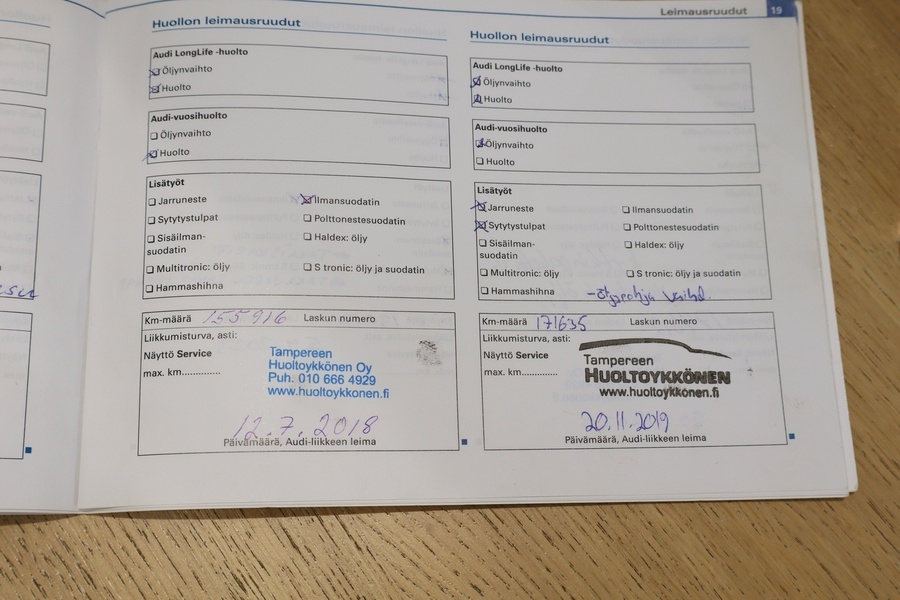 Leimausruudut 19
Huollon leimausruudut
Audi LongLife -huolto
Öljynvaihto
Huolto
Audi-vuosihuolto
Öljynvaihto
Huolto
Lisätyöt
Jarruneste
Ilmansuodatin
Sytytystulpat
Polttonestesuodatin
Sisäilman-
suodatin
Haldex: öljy
Multitronic: öljy
S tronic: öljy ja suodatin
Hammashihna
Km-määrä 155916 Laskun numero
Liikkumisturva, asti:
Näyttö Service
max. km.............
Tampereen
Huoltoykkönen Oy
Puh. 010 666 4929
www.huoltoykkonen.fi
12.7.2018
Päivämäärä, Audi-liikkeen leima
Huollon leimausruudut
Audi LongLife -huolto
Öljynvaihto
Huolto
Audi-vuosihuolto
Öljynvaihto
Huolto
Lisätyöt
Jarruneste
Ilmansuodatin
Sytytystulpat
Polttonestesuodatin
Sisäilman-
suodatin
Haldex: öljy
Multitronic: öljy
S tronic: öljy ja suodatin
Hammashihna
Km-määrä 171635 Laskun numero
Liikkumisturva, asti:
Näyttö Service
max. km.............
Tampereen
HUOLTOYKKÖNEN
www.huoltoykkonen.fi
20.11.2019
Päivämäärä, Audi-liikkeen leima